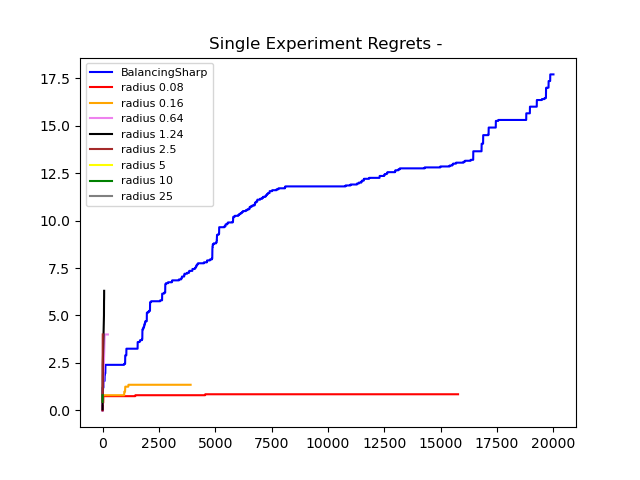 Single Experiment Regrets -
BalancingSharp
radius 0.08
radius 0.16
radius 0.64
radius 1.24
radius 2.5
radius 5
radius 10
radius 25
17.5
15.0
12.5
10.0
7.5
5.0
2.5
0.0
0 2500 5000 7500 10000 12500 15000 17500 20000